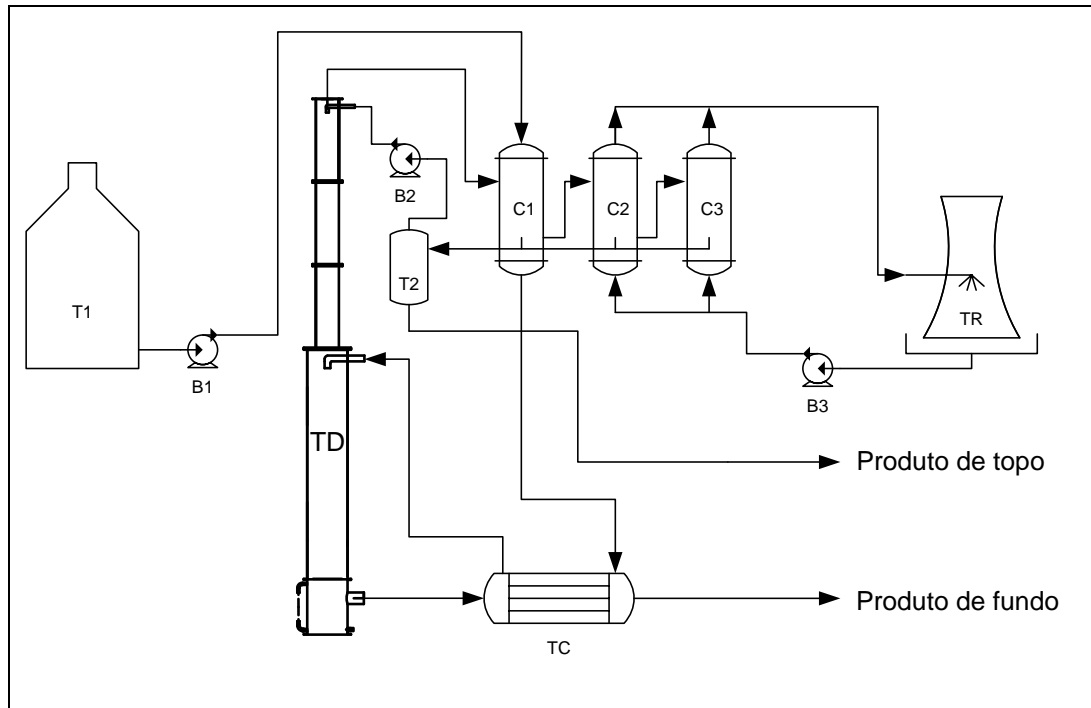 T1
B1
TD
B2
T2
C1
C2
C3
TR
B3
Produto de topo
Produto de fundo
TC